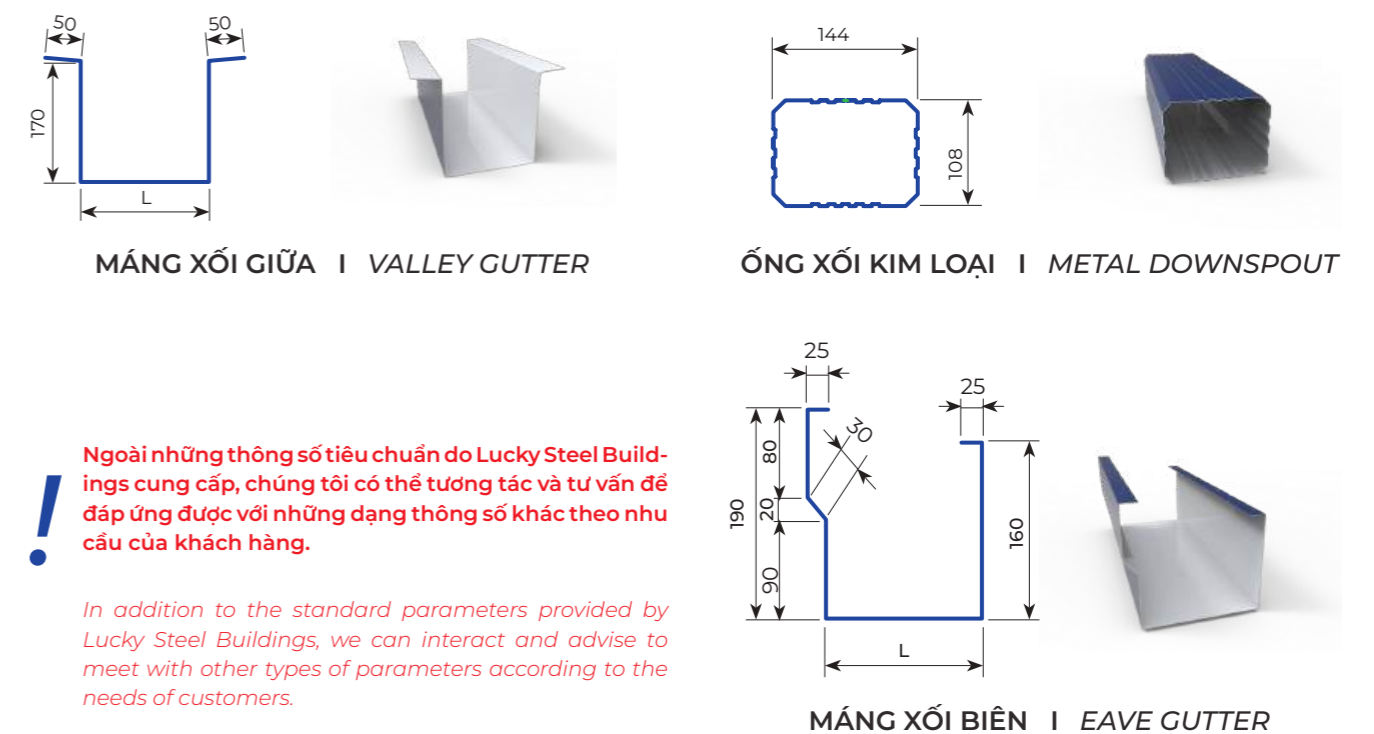 50
50
170
L
MÁNG XỐI GIỮA I VALLEY GUTTER
144
108
ỐNG XỐI KIM LOẠI I METAL DOWNSPOUT
Ngoài những thông số tiêu chuẩn do Lucky Steel Build-
ings cung cấp, chúng tôi có thể tương tác và tư vấn để
đáp ứng được với những dạng thông số khác theo nhu
cầu của khách hàng.
!
In addition to the standard parameters provided by
Lucky Steel Buildings, we can interact and advise to
meet with other types of parameters according to the
needs of customers.
25
25
30
80
190
20
160
90
L
MÁNG XỐI BIÊN I EAVE GUTTER